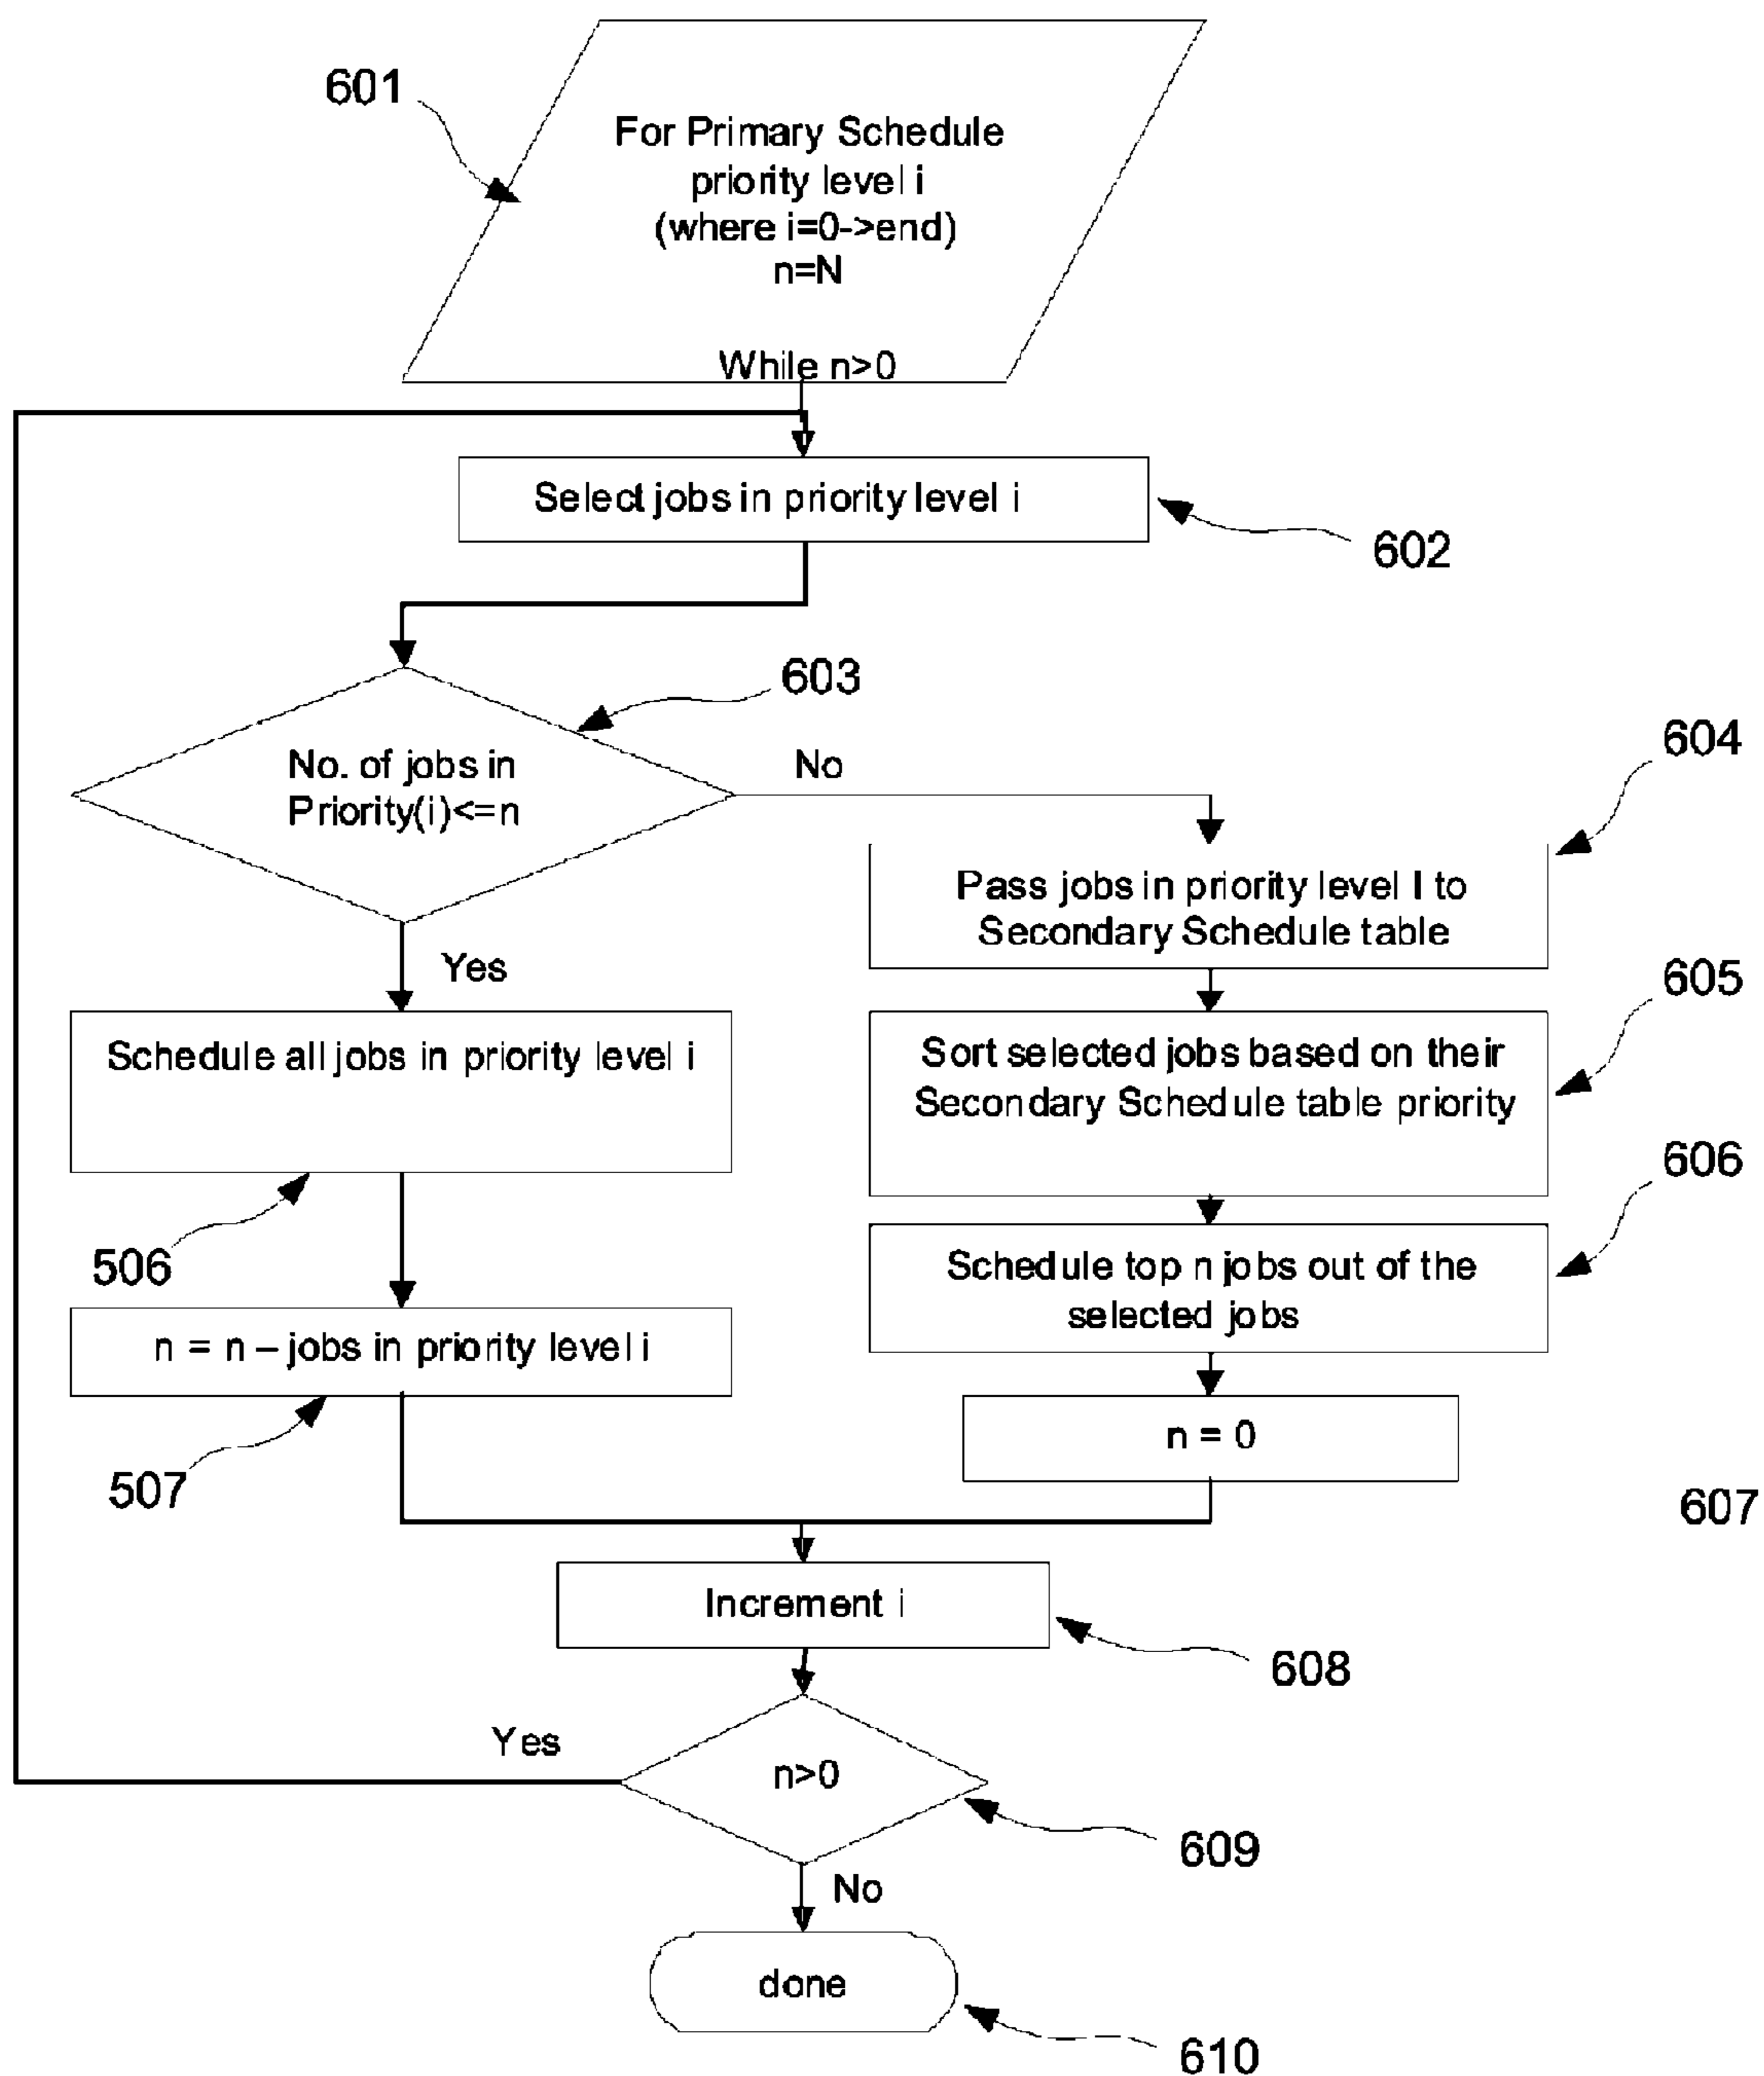 601
For Primary Schedule
priority level i
(where i=0->end)
n=N
While n>0
Select jobs in priority level i
602
603
No. of jobs in
Priority(i)<=n
No
604
Pass jobs in priority level I to
Secondary Schedule table
Yes
605
Schedule all jobs in priority level i
Sort selected jobs based on their
Secondary Schedule table priority
606
506
Schedule top n jobs out of the
selected jobs
n = n – jobs in priority level i
n = 0
507
607
Increment i
608
Yes
n>0
609
No
done
610